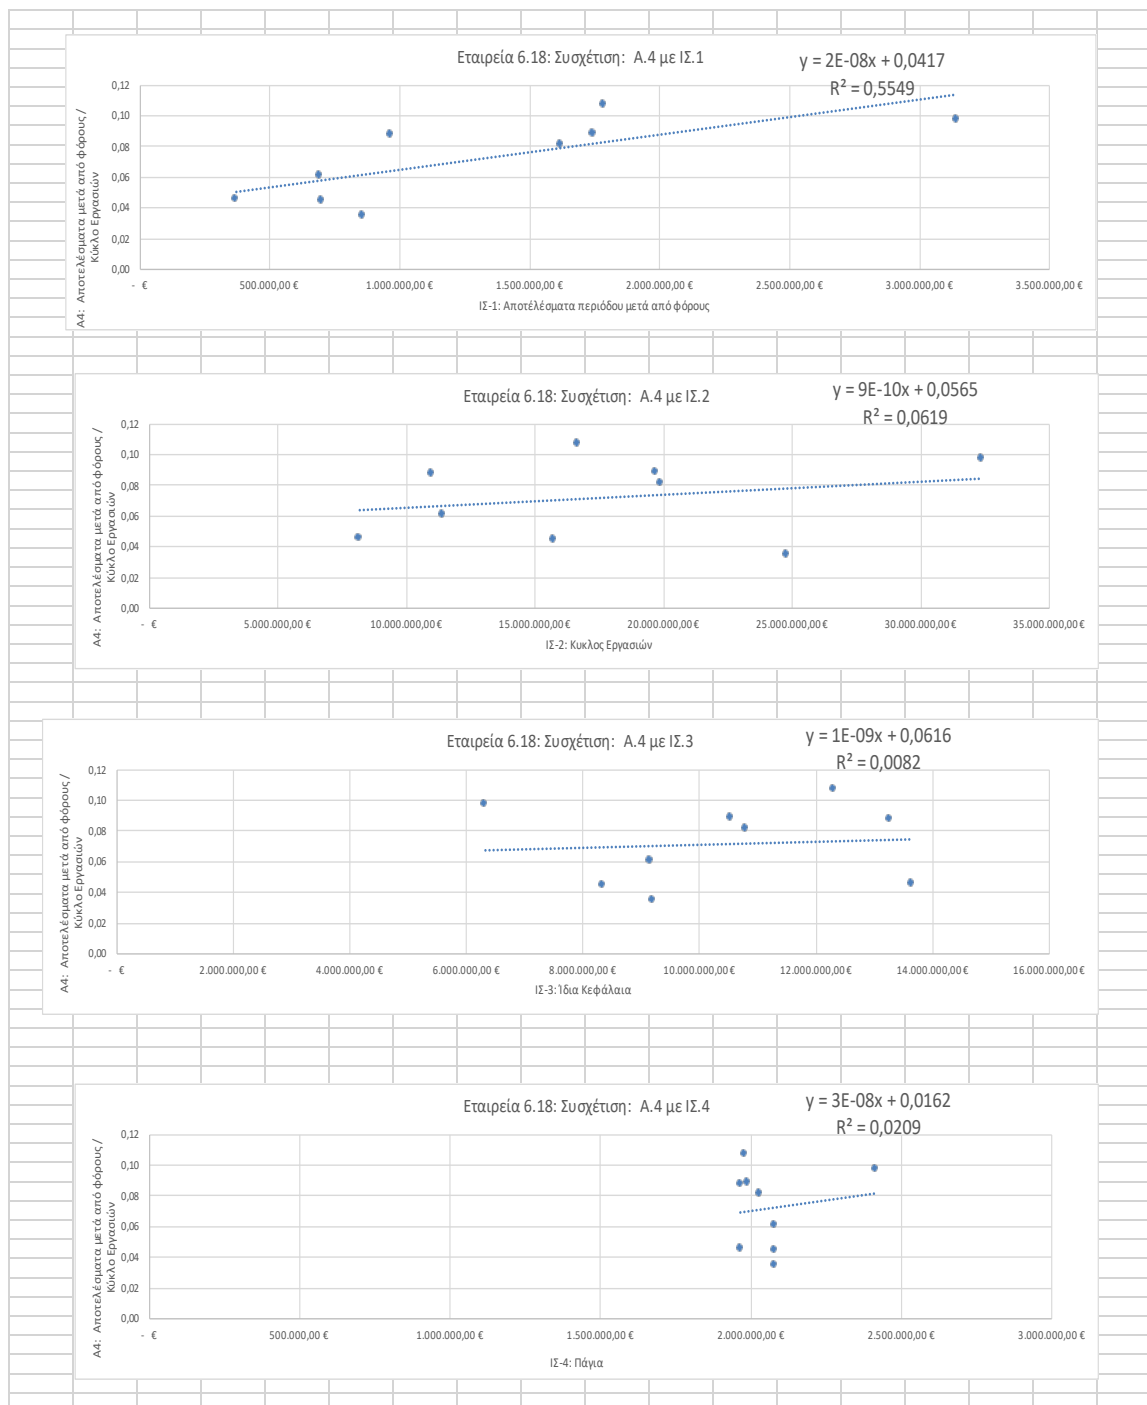 Εταιρεία 6.18: Συσχέτιση: Α.4 με ΙΣ.1
y = 2E-08x + 0,0417
R² = 0,5549
Α4: Αποτελέσματα μετά από φόρους /
Κύκλο Εργασιών
0,12
0,10
0,08
0,06
0,04
0,02
0,00
- € 500.000,00 € 1.000.000,00 € 1.500.000,00 € 2.000.000,00 € 2.500.000,00 € 3.000.000,00 € 3.500.000,00 €
ΙΣ-1: Αποτέλέσματα περιόδου μετά από φόρους
Εταιρεία 6.18: Συσχέτιση: Α.4 με ΙΣ.2
y = 9E-10x + 0,0565
R² = 0,0619
Α4: Αποτελέσματα μετά από φόρους /
Κύκλο Εργασιών
0,12
0,10
0,08
0,06
0,04
0,02
0,00
- € 5.000.000,00 € 10.000.000,00 € 15.000.000,00 € 20.000.000,00 € 25.000.000,00 € 30.000.000,00 € 35.000.000,00 €
ΙΣ-2: Κυκλος Εργασιών
Εταιρεία 6.18: Συσχέτιση: Α.4 με ΙΣ.3
y = 1E-09x + 0,0616
R² = 0,0082
Α4: Αποτελέσματα μετά από φόρους /
Κύκλο Εργασιών
0,12
0,10
0,08
0,06
0,04
0,02
0,00
- € 2.000.000,00 € 4.000.000,00 € 6.000.000,00 € 8.000.000,00 € 10.000.000,00 € 12.000.000,00 € 14.000.000,00 € 16.000.000,00 €
ΙΣ-3: Ίδια Κεφάλαια
Εταιρεία 6.18: Συσχέτιση: Α.4 με ΙΣ.4
y = 3E-08x + 0,0162
R² = 0,0209
Α4: Αποτελέσματα μετά από φόρους /
Κύκλο Εργασιών
0,12
0,10
0,08
0,06
0,04
0,02
0,00
- € 500.000,00 € 1.000.000,00 € 1.500.000,00 € 2.000.000,00 € 2.500.000,00 € 3.000.000,00 €
ΙΣ-4: Πάγια